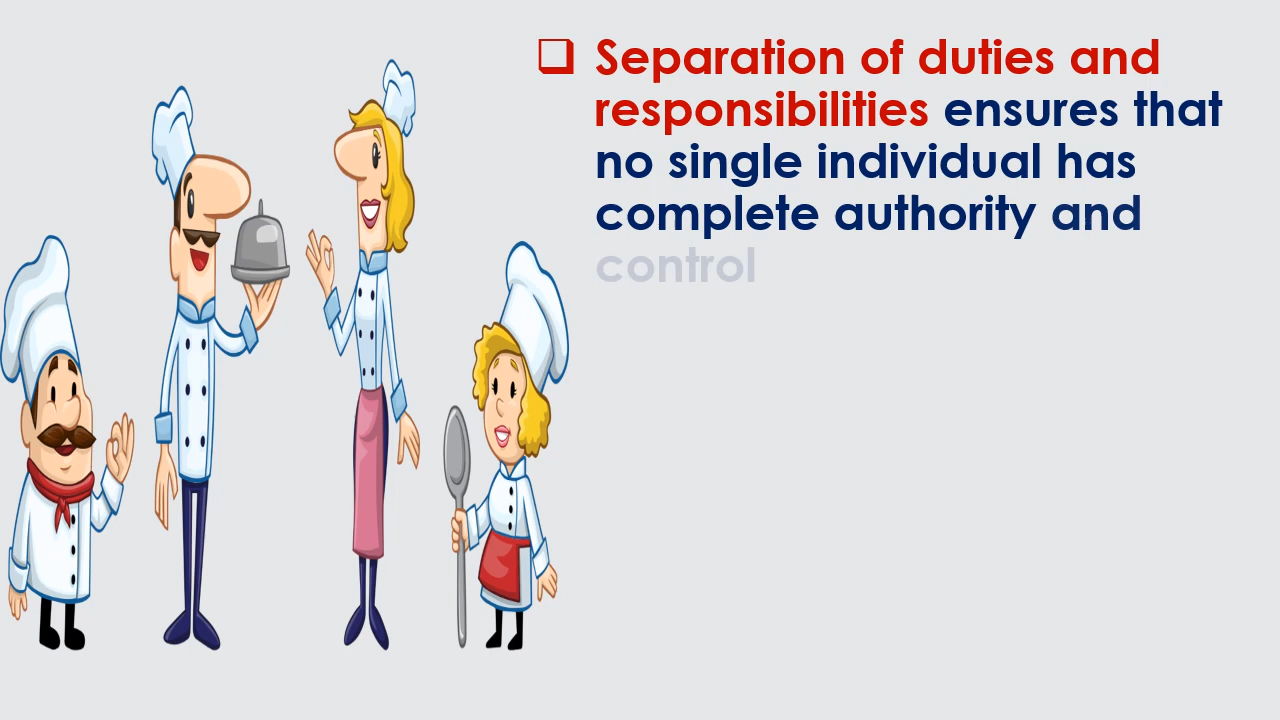 Separation of duties and
responsibilities ensures that
no single individual has
complete authority and
control